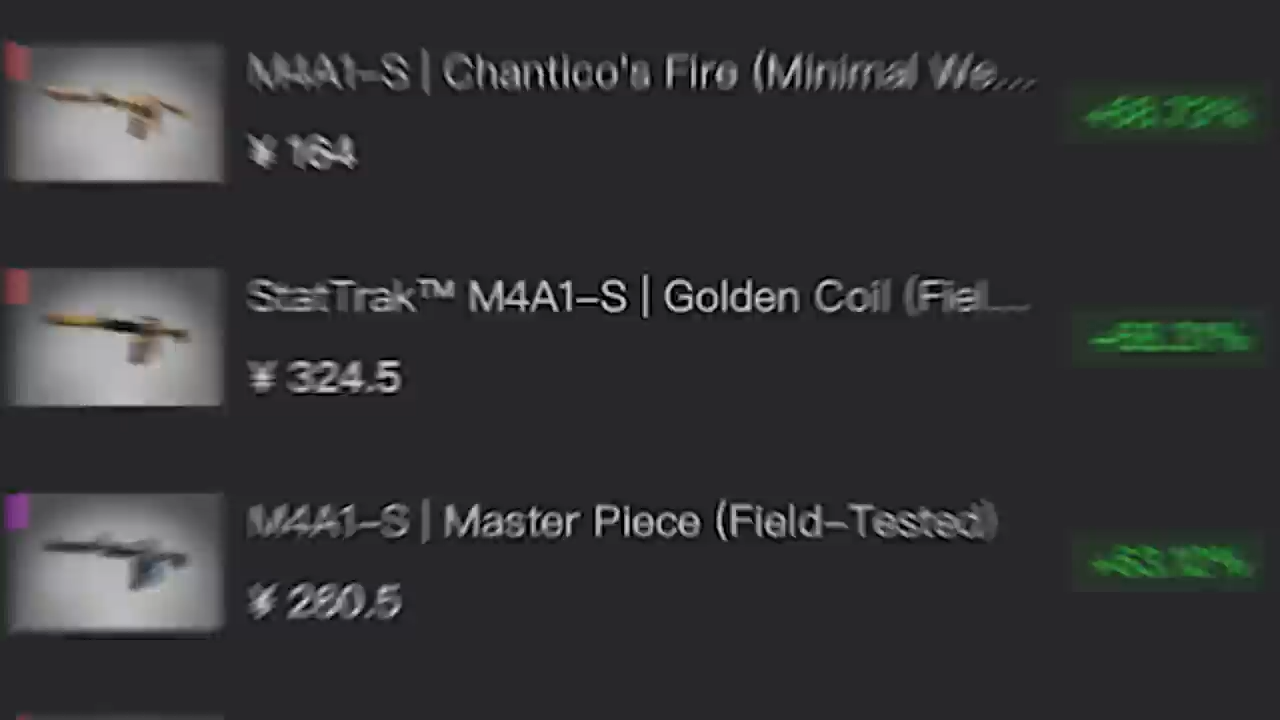 M4A1-S | Chantico's Fire (Minimal We...
¥ 164
StatTrak™ M4A1-S | Golden Coil (Fiel...
¥ 324.5
M4A1-S | Master Piece (Field-Tested)
¥ 260.5